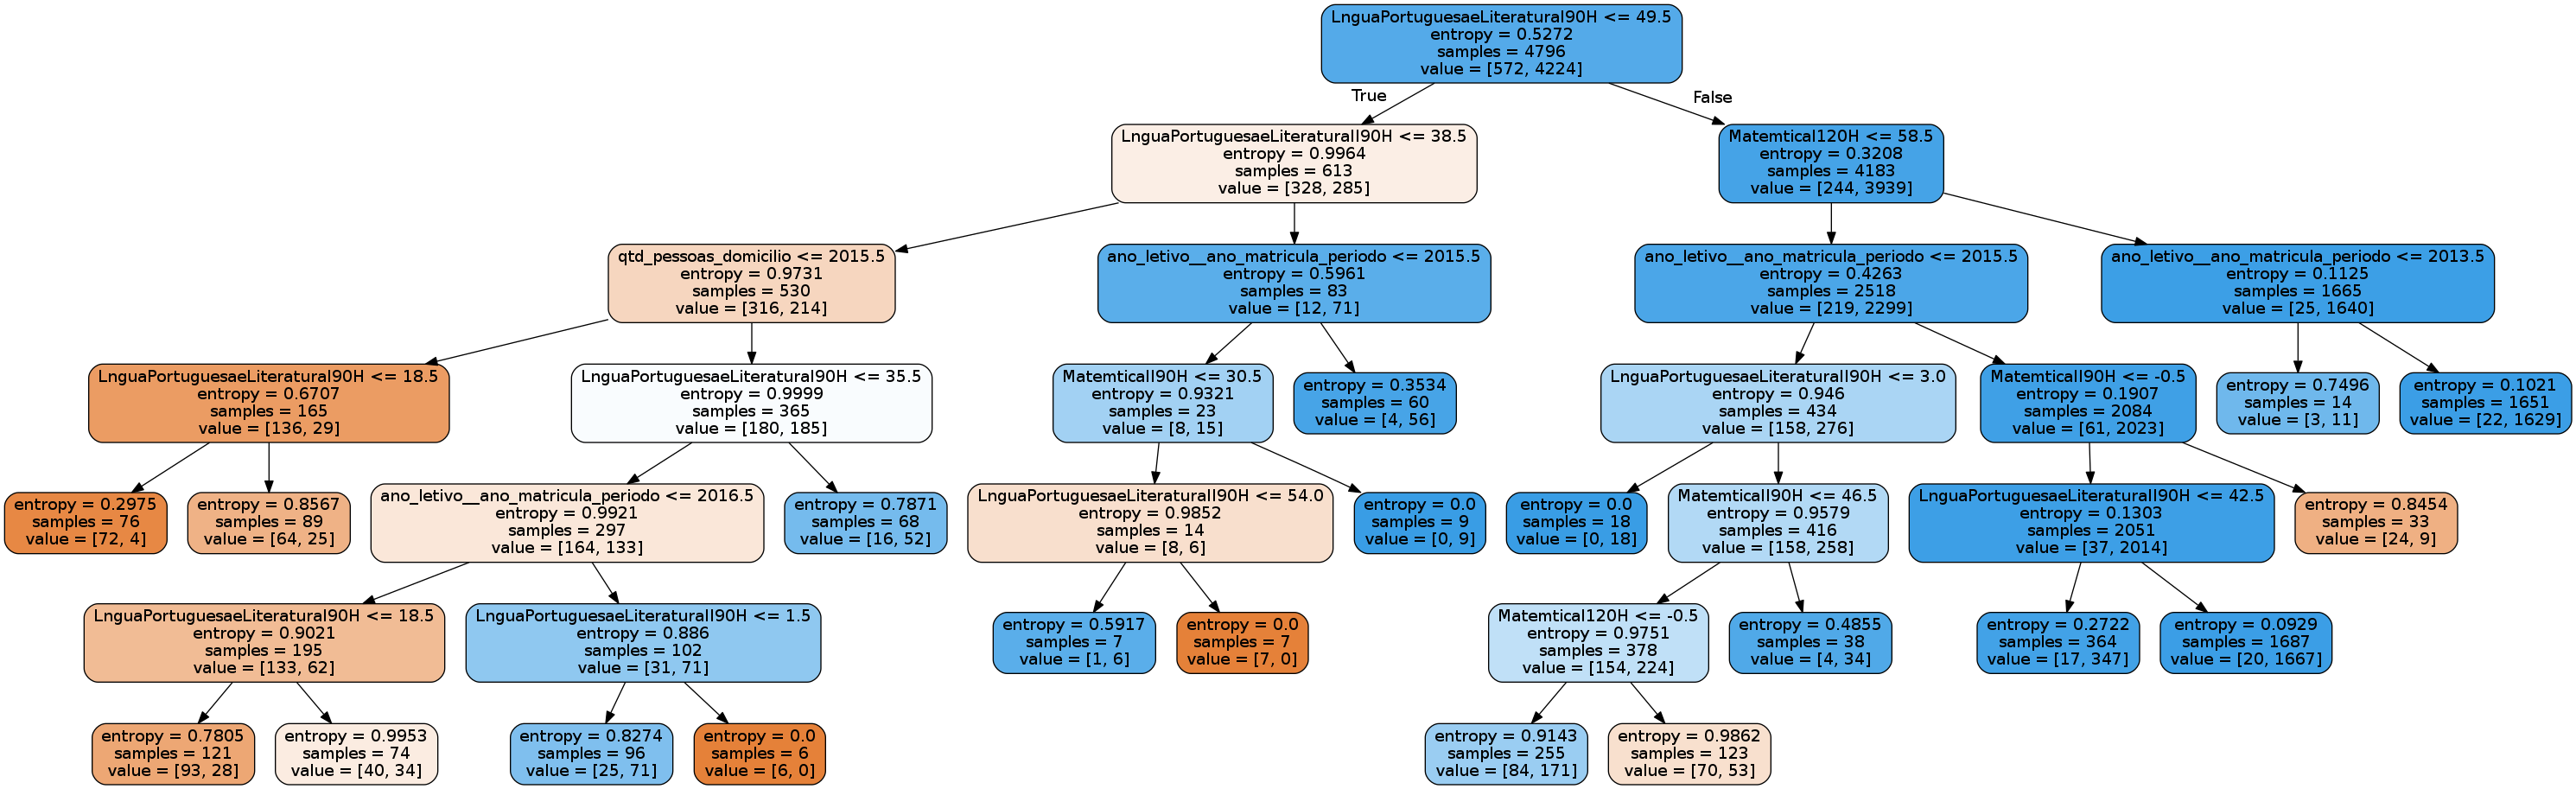 LnguaPortuguesaeLiteraturaI90H <= 49.5
entropy = 0.5272
samples = 4796
value = [572, 4224]
True
False
LnguaPortuguesaeLiteraturaII90H <= 38.5
entropy = 0.9964
samples = 613
value = [328, 285]
MatemticaI120H <= 58.5
entropy = 0.3208
samples = 4183
value = [244, 3939]
qtd_pessoas_domicilio <= 2015.5
entropy = 0.9731
samples = 530
value = [316, 214]
ano_letivo__ano_matricula_periodo <= 2015.5
entropy = 0.5961
samples = 83
value = [12, 71]
ano_letivo__ano_matricula_periodo <= 2015.5
entropy = 0.4263
samples = 2518
value = [219, 2299]
ano_letivo__ano_matricula_periodo <= 2013.5
entropy = 0.1125
samples = 1665
value = [25, 1640]
LnguaPortuguesaeLiteraturaI90H <= 18.5
entropy = 0.6707
samples = 165
value = [136, 29]
LnguaPortuguesaeLiteraturaI90H <= 35.5
entropy = 0.9999
samples = 365
value = [180, 185]
MatemticaII90H <= 30.5
entropy = 0.9321
samples = 23
value = [8, 15]
entropy = 0.3534
samples = 60
value = [4, 56]
LnguaPortuguesaeLiteraturaII90H <= 3.0
entropy = 0.946
samples = 434
value = [158, 276]
MatemticaII90H <= -0.5
entropy = 0.1907
samples = 2084
value = [61, 2023]
entropy = 0.7496
samples = 14
value = [3, 11]
entropy = 0.1021
samples = 1651
value = [22, 1629]
entropy = 0.2975
samples = 76
value = [72, 4]
entropy = 0.8567
samples = 89
value = [64, 25]
ano_letivo__ano_matricula_periodo <= 2016.5
entropy = 0.9921
samples = 297
value = [164, 133]
entropy = 0.7871
samples = 68
value = [16, 52]
LnguaPortuguesaeLiteraturaII90H <= 54.0
entropy = 0.9852
samples = 14
value = [8, 6]
entropy = 0.0
samples = 9
value = [0, 9]
entropy = 0.0
samples = 18
value = [0, 18]
MatemticaII90H <= 46.5
entropy = 0.9579
samples = 416
value = [158, 258]
LnguaPortuguesaeLiteraturaII90H <= 42.5
entropy = 0.1303
samples = 2051
value = [37, 2014]
entropy = 0.8454
samples = 33
value = [24, 9]
LnguaPortuguesaeLiteraturaI90H <= 18.5
entropy = 0.9021
samples = 195
value = [133, 62]
LnguaPortuguesaeLiteraturaII90H <= 1.5
entropy = 0.886
samples = 102
value = [31, 71]
entropy = 0.5917
samples = 7
value = [1, 6]
entropy = 0.0
samples = 7
value = [7, 0]
MatemticaI120H <= -0.5
entropy = 0.9751
samples = 378
value = [154, 224]
entropy = 0.4855
samples = 38
value = [4, 34]
entropy = 0.2722
samples = 364
value = [17, 347]
entropy = 0.0929
samples = 1687
value = [20, 1667]
entropy = 0.7805
samples = 121
value = [93, 28]
entropy = 0.9953
samples = 74
value = [40, 34]
entropy = 0.8274
samples = 96
value = [25, 71]
entropy = 0.0
samples = 6
value = [6, 0]
entropy = 0.9143
samples = 255
value = [84, 171]
entropy = 0.9862
samples = 123
value = [70, 53]